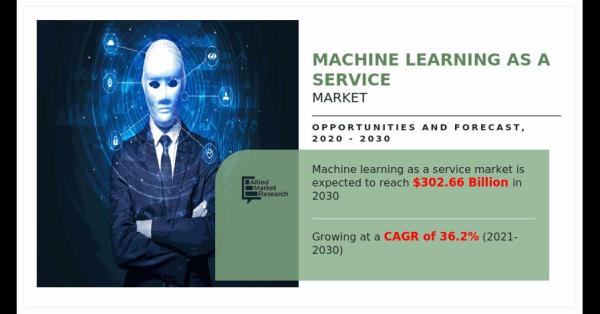 MACHINE LEARNING AS A
SERVICE
MARKET
OPPORTUNITIES AND FORECAST,
2020 - 2030
Allied
Market
Research
Machine learning as a service market is
expected to reach $302.66 Billion in
2030
Growing at a CAGR of 36.2% (2021-
2030)